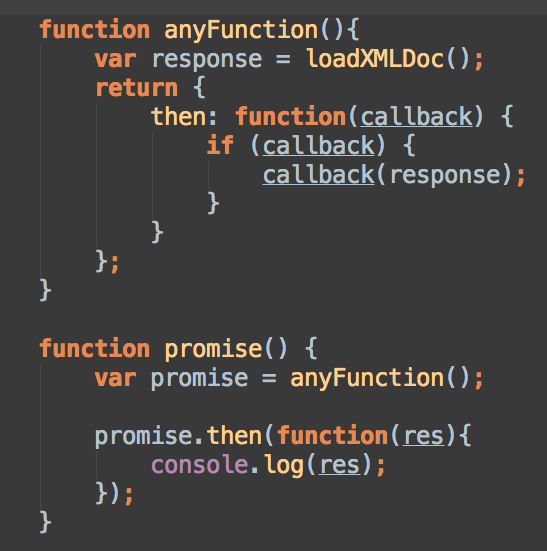 function anyFunction(){
    var response = loadXMLDoc();
    return {
        then: function(callback) {
            if (callback) {
                callback(response);
            }
        }
    };
}

function promise() {
    var promise = anyFunction();

    promise.then(function(res){
        console.log(res);
    });
}